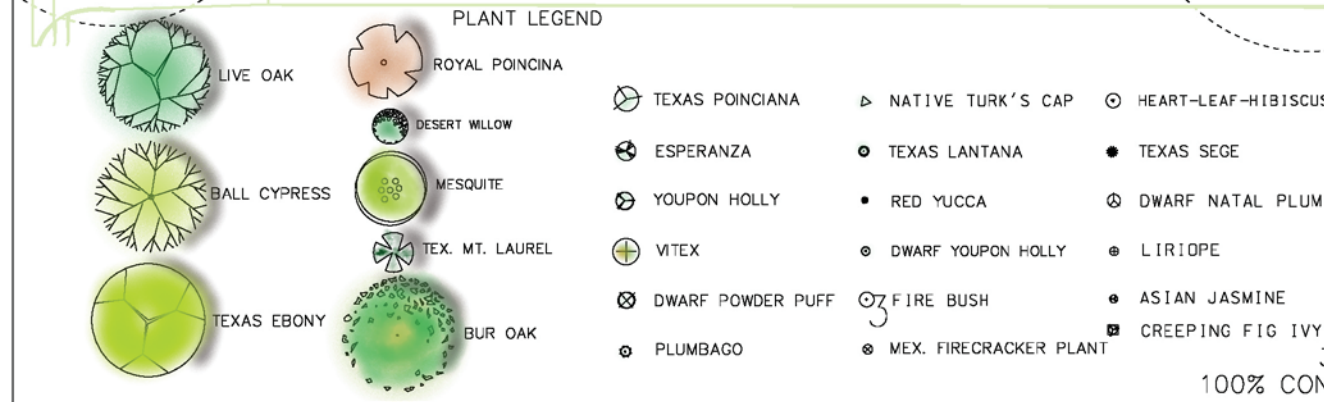 PLANT LEGEND
LIVE OAK
BALL CYPRESS
TEXAS EBONY
ROYAL POINCINA
DESERT WILLOW
MESQUITE
TEX. MT. LAUREL
BUR OAK
TEXAS POINCIANA
ESPERANZA
YOUPON HOLLY
VITEX
DWARF POWDER PUFF
PLUMBAGO
NATIVE TURK'S CAP
TEXAS LANTANA
RED YUCCA
DWARF YOUPON HOLLY
3 FIRE BUSH
MEX. FIRECRACKER PLANT
HEART-LEAF-HIBISCUS
TEXAS SEGE
DWARF NATAL PLUM
LIRIOPE
ASIAN JASMINE
CREEPING FIG IVY
100% CON